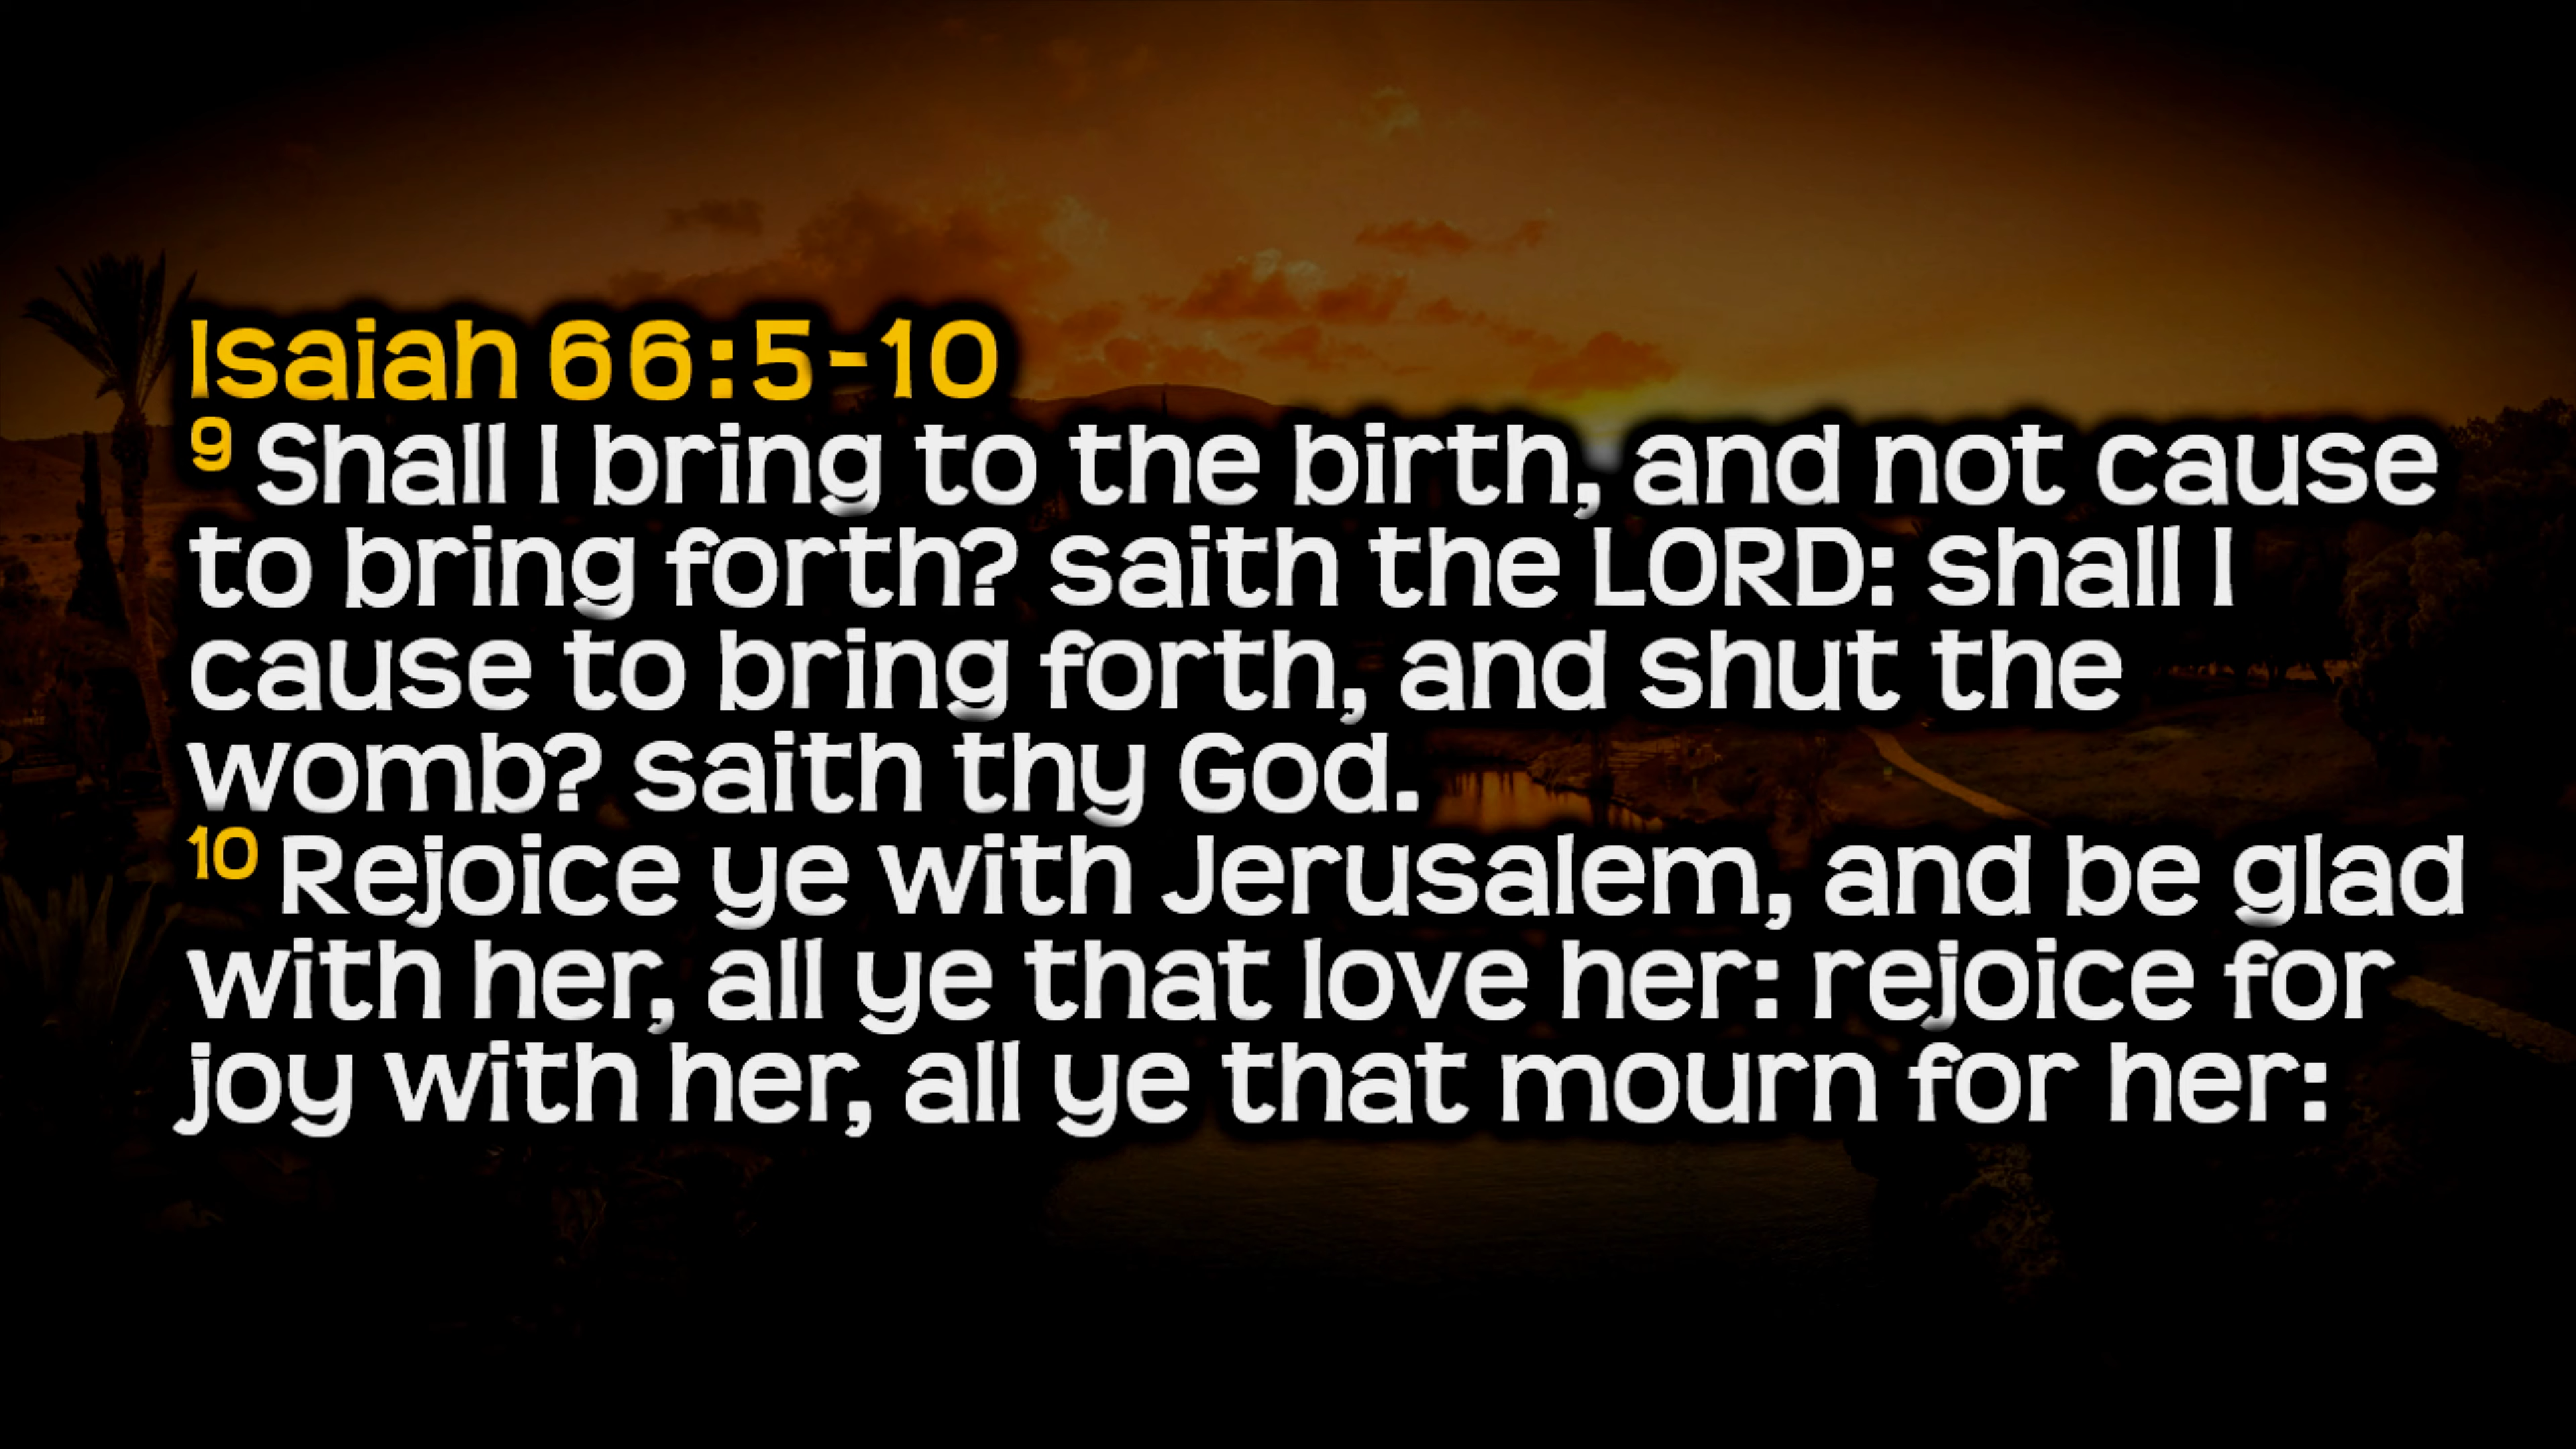 Isaiah 66:5-10
9 Shall I bring to the birth, and not cause
to bring forth? saith the LORD: shall I
cause to bring forth, and shut the
womb? saith thy God.
10 Rejoice ye with Jerusalem, and be glad
with her, all ye that love her: rejoice for
joy with her, all ye that mourn for her: